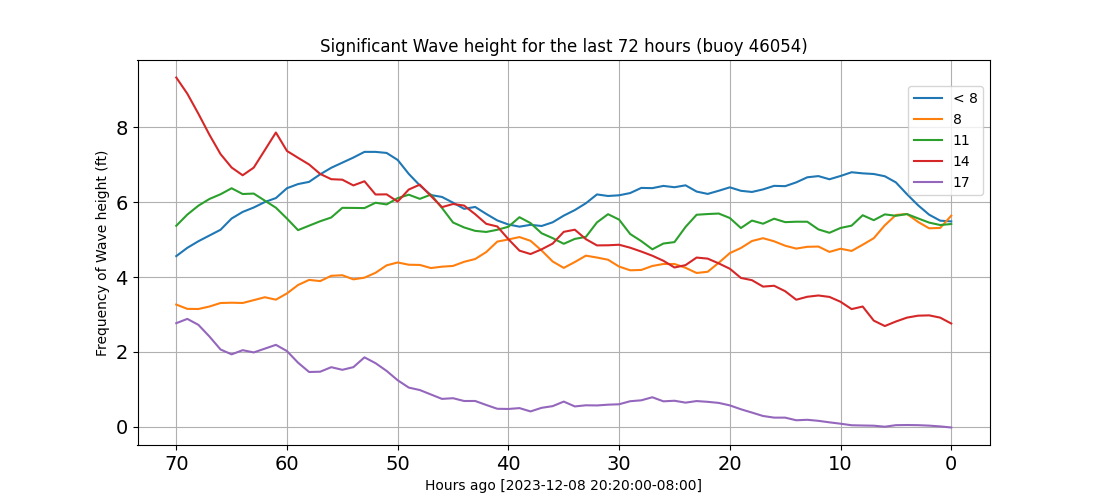 Significant Wave height for the last 72 hours (buoy 46054)
Frequency of Wave height (ft)
8
6
4
2
0
< 8
8
11
14
17
70 60 50 40 30 20 10 0
Hours ago [2023-12-08 20:20:00-08:00]